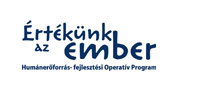 Értékünk
az ember
Humánerőforrás- fejlesztési Operatív Program